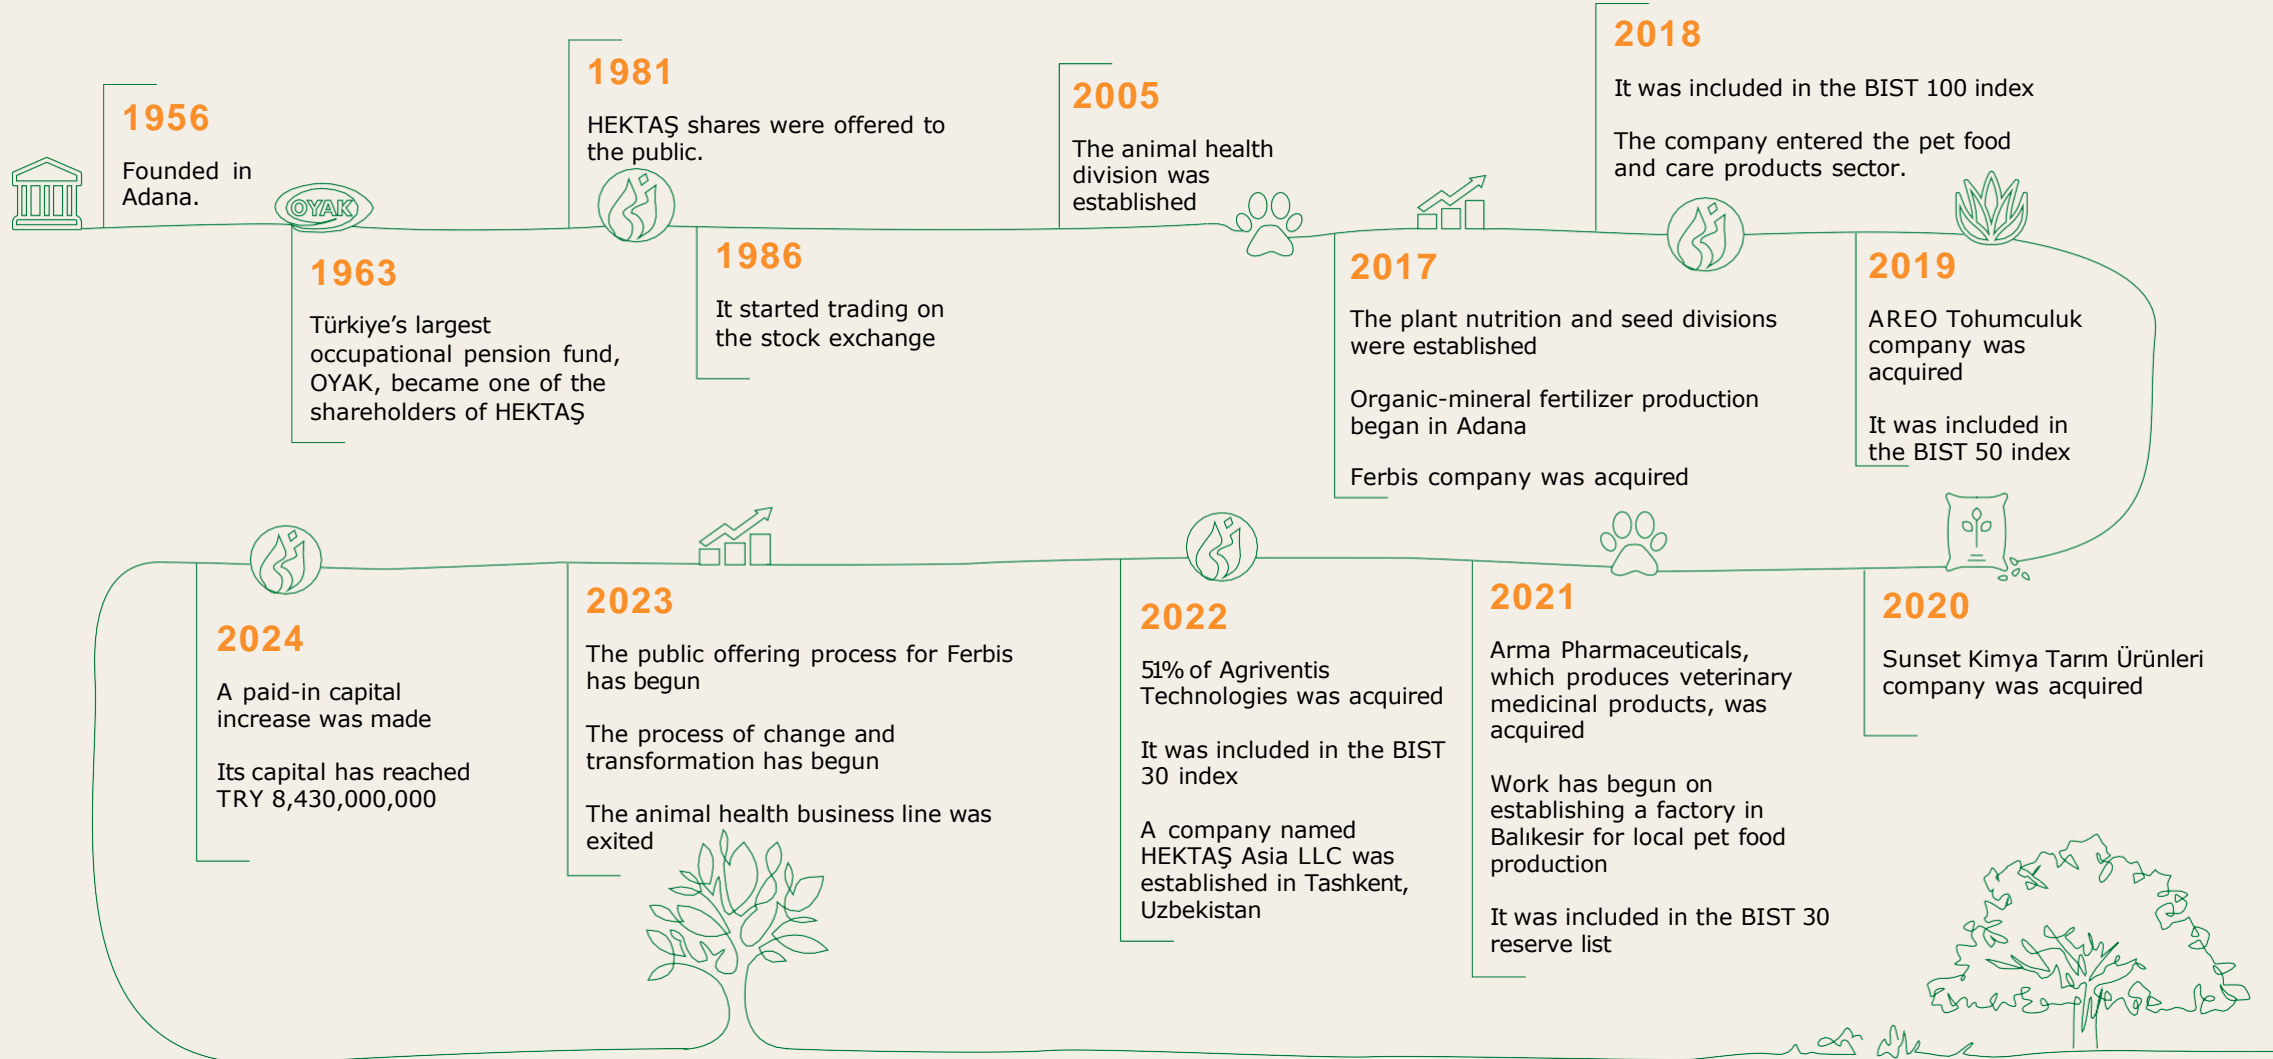 1956
Founded in
Adana.
OYAK
1963
Türkiye’s largest
occupational pension fund,
OYAK, became one of the
shareholders of HEKTAŞ
1981
HEKTAŞ shares were offered to
the public.
1986
It started trading on
the stock exchange
2005
The animal health
division was
established
2017
The plant nutrition and seed divisions
were established
Organic-mineral fertilizer production
began in Adana
Ferbis company was acquired
2018
It was included in the BIST 100 index
The company entered the pet food
and care products sector.
2019
AREO Tohumculuk
company was
acquired
It was included in
the BIST 50 index
2020
Sunset Kimya Tarım Ürünleri
company was acquired
2021
Arma Pharmaceuticals,
which produces veterinary
medicinal products, was
acquired
Work has begun on
establishing a factory in
Balıkesir for local pet food
production
It was included in the BIST 30
reserve list
2022
51% of Agriventis
Technologies was acquired
It was included in the BIST
30 index
A company named
HEKTAŞ Asia LLC was
established in Tashkent,
Uzbekistan
2023
The public offering process for Ferbis
has begun
The process of change and
transformation has begun
The animal health business line was
exited
2024
A paid-in capital
increase was made
Its capital has reached
TRY 8,430,000,000